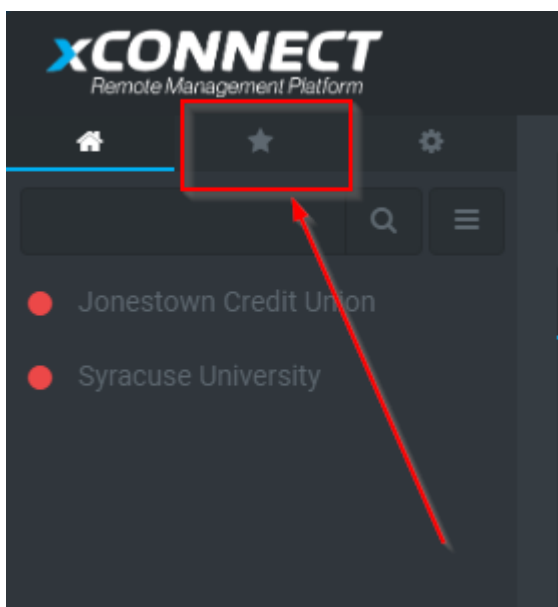 xCONNECT
Remote Management Platform
Jonestown Credit Union
Syracuse University